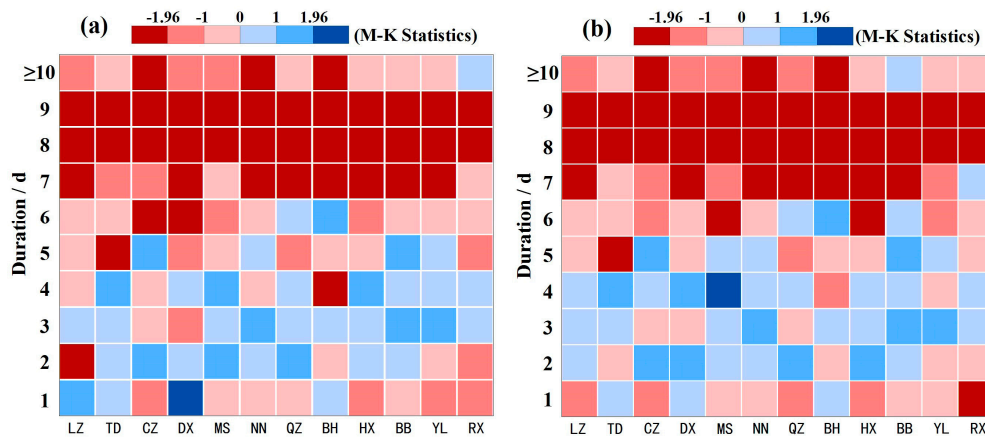 (a)
-1.96 -1 0 1 1.96
(M-K Statistics)
Duration / d
≥10
9
8
7
6
5
4
3
2
1
LZ TD CZ DX MS NN QZ BH HX BB YL RX
(b)
-1.96 -1 0 1 1.96
(M-K Statistics)
Duration / d
≥10
9
8
7
6
5
4
3
2
1
LZ TD CZ DX MS NN QZ BH HX BB YL RX